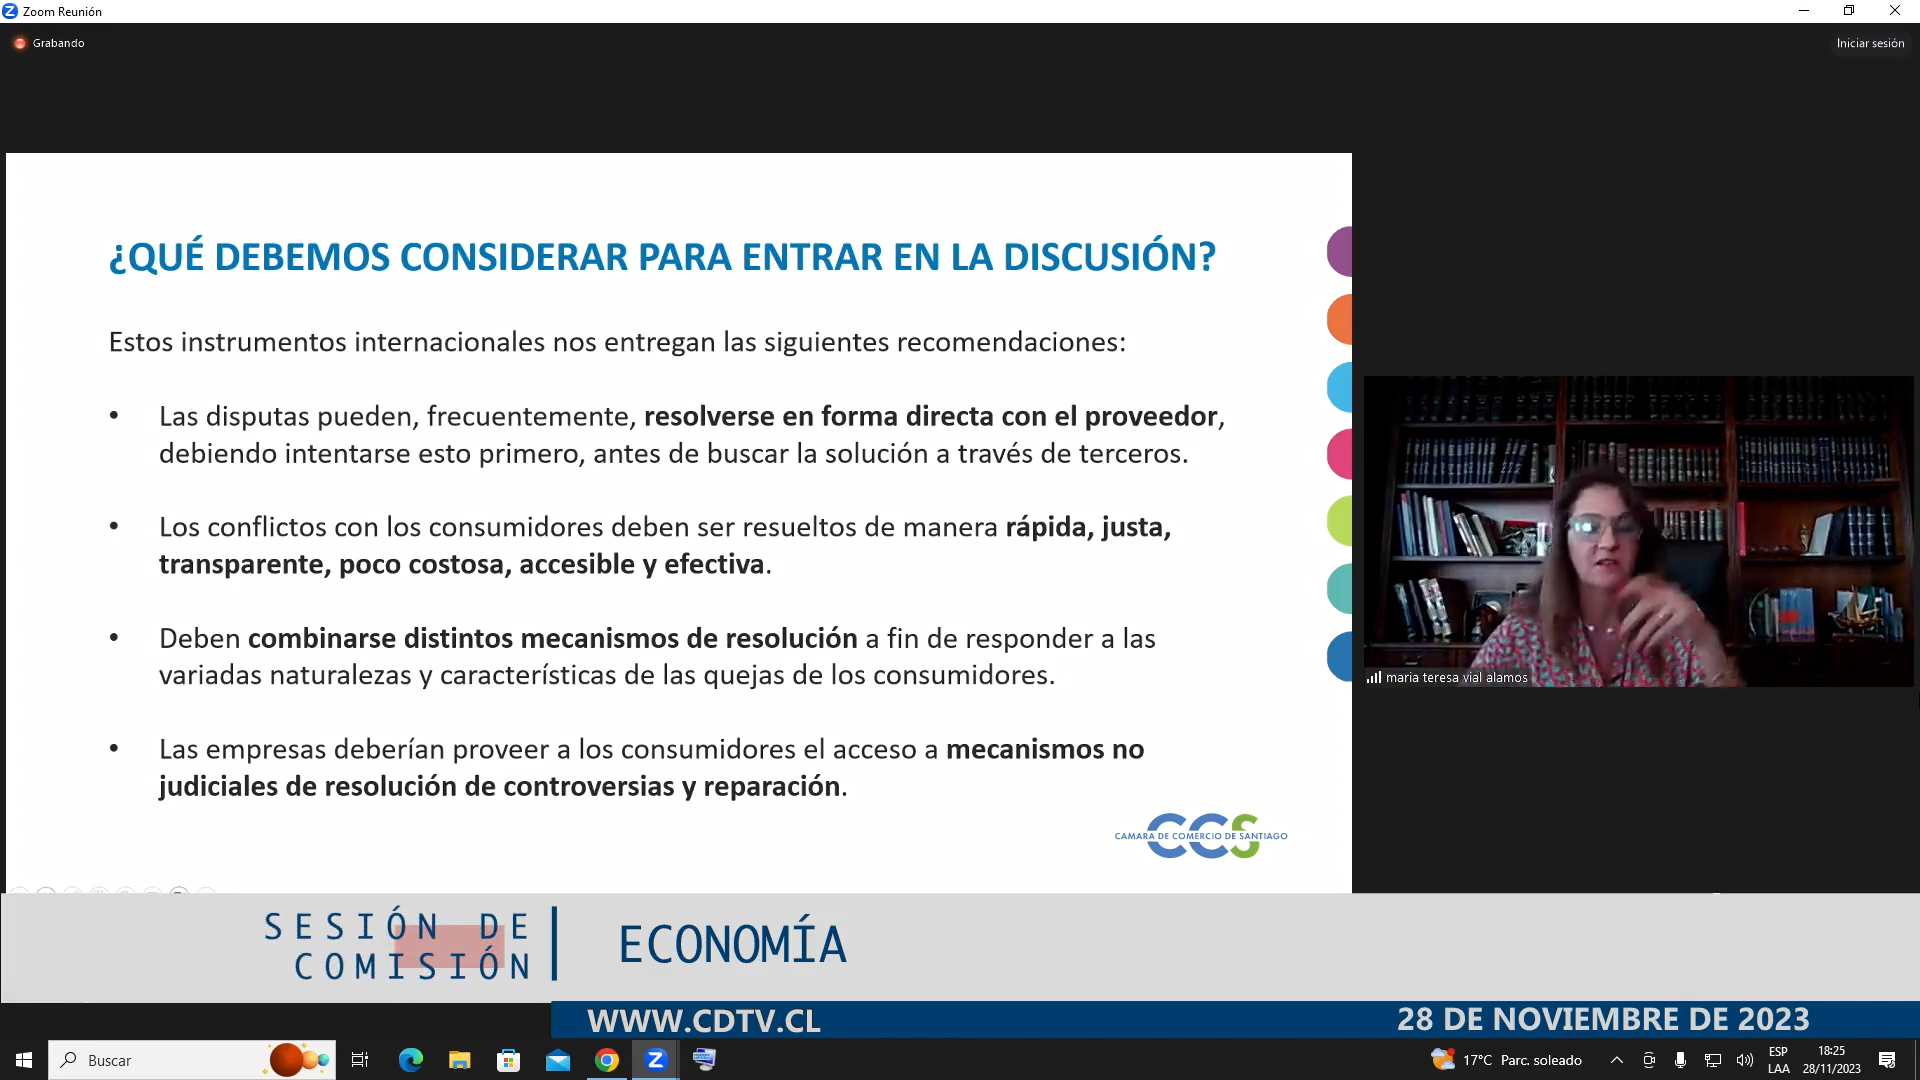 Zoom Reunión
Grabando
Iniciar sesión
¿QUÉ DEBEMOS CONSIDERAR PARA ENTRAR EN LA DISCUSIÓN?
Estos instrumentos internacionales nos entregan las siguientes recomendaciones:
• Las disputas pueden, frecuentemente, resolverse en forma directa con el proveedor,
debiendo intentarse esto primero, antes de buscar la solución a través de terceros.
• Los conflictos con los consumidores deben ser resueltos de manera rápida, justa,
transparente, poco costosa, accesible y efectiva.
• Deben combinarse distintos mecanismos de resolución a fin de responder a las
variadas naturalezas y características de las quejas de los consumidores.
• Las empresas deberían proveer a los consumidores el acceso a mecanismos no
judiciales de resolución de controversias y reparación.
CCS
CAMARA DE COMERCIO DE SANTIAGO
maria teresa vial alamos
SESIÓN DE
COMISIÓN
ECONOMÍA
WWW.CDTV.CL
28 DE NOVIEMBRE DE 2023
Buscar
17°C Parc. soleado
ESP
LAA
18:25
28/11/2023